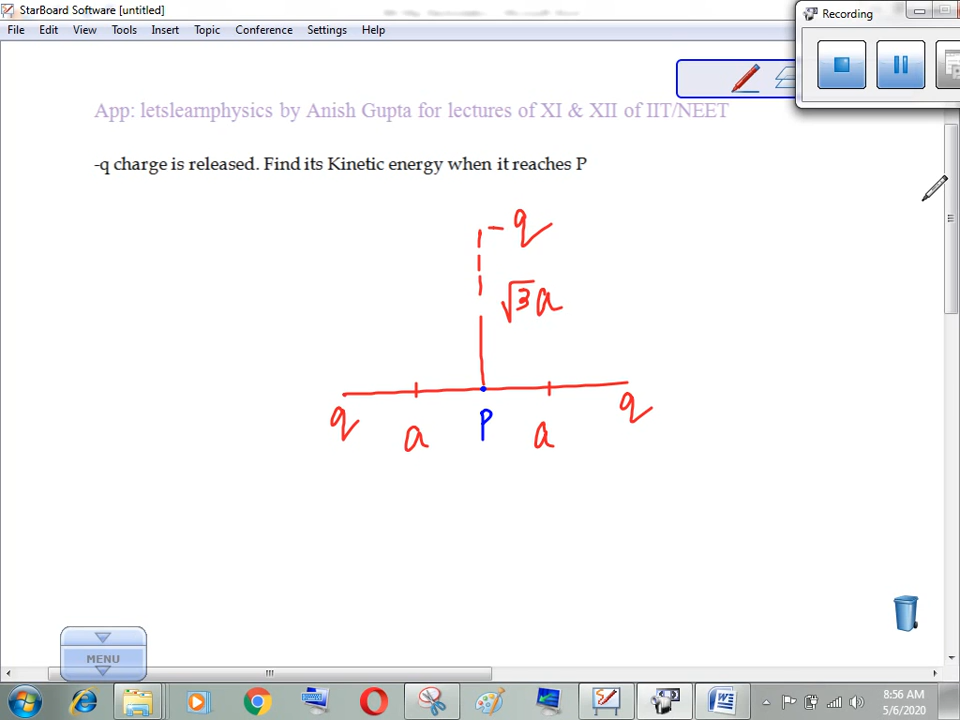 StarBoard Software [untitled]
Recording
File Edit View Tools Insert Topic Conference Settings Help
App: letslearnphysics by Anish Gupta for lectures of XI & XII of IIT/NEET
-q charge is released. Find its Kinetic energy when it reaches P
-q
√3a
q a P a q
MENU
8:56 AM
5/6/2020